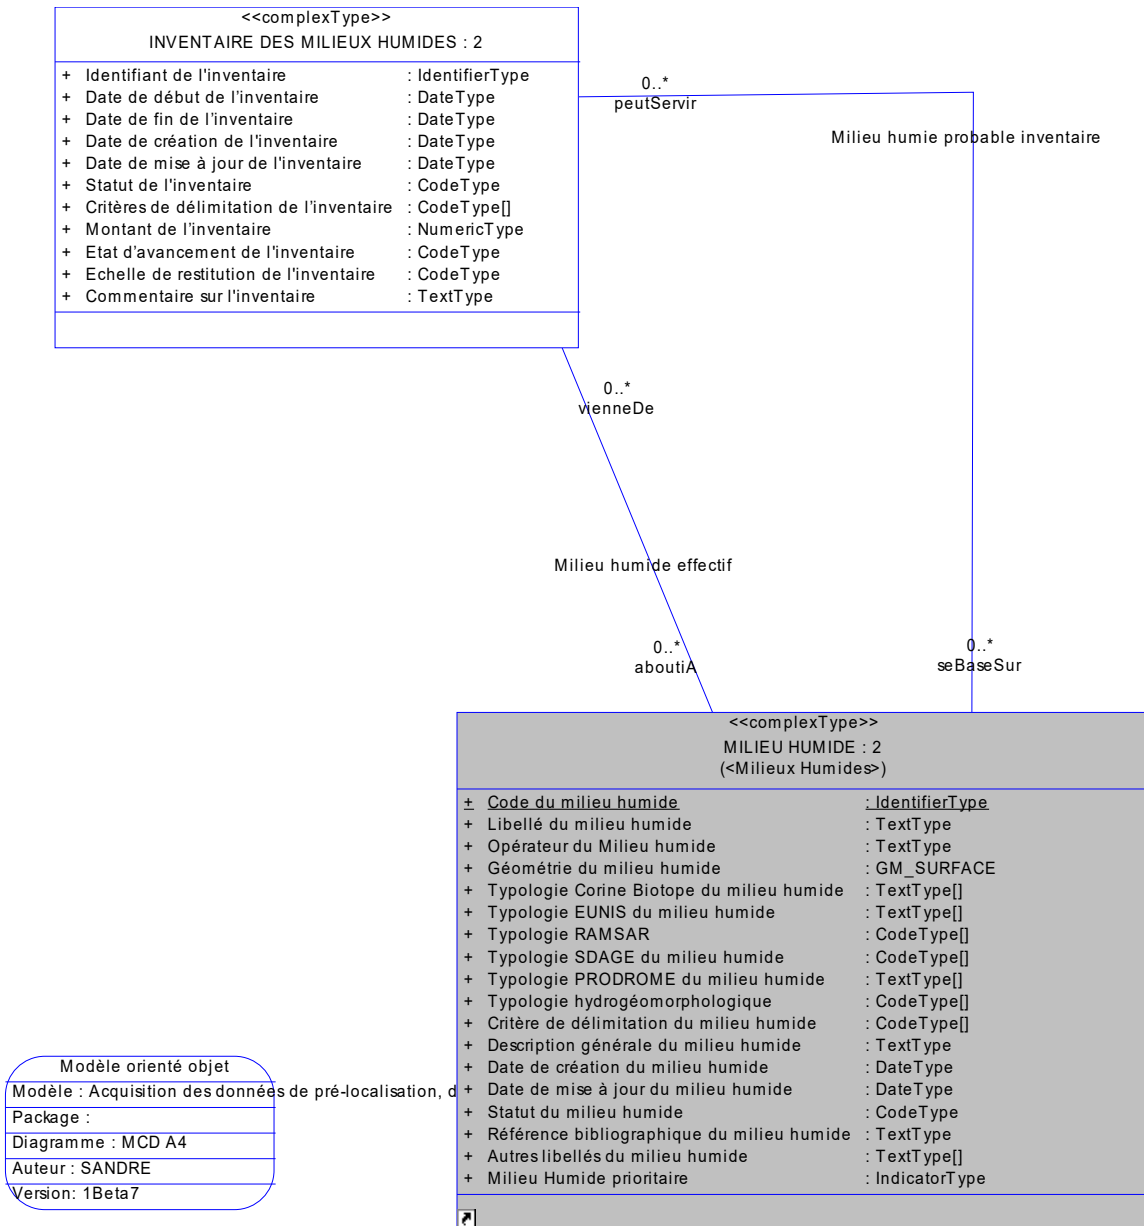 <<complexType>>
INVENTAIRE DES MILIEUX HUMIDES : 2
+ Identifiant de l'inventaire : IdentifierType
+ Date de début de l’inventaire : DateType
+ Date de fin de l’inventaire : DateType
+ Date de création de l'inventaire : DateType
+ Date de mise à jour de l'inventaire : DateType
+ Statut de l'inventaire : CodeType
+ Critères de délimitation de l’inventaire : CodeType[]
+ Montant de l’inventaire : NumericType
+ Etat d’avancement de l'inventaire : CodeType
+ Echelle de restitution de l'inventaire : CodeType
+ Commentaire sur l'inventaire : TextType
0..*
peutServir
Milieu humie probable inventaire
0..*
vienneDe
Milieu humide effectif
0..*
aboutiA
0..*
seBaseSur
<<complexType>>
MILIEU HUMIDE : 2
(<Milieux Humides>)
+ Code du milieu humide : IdentifierType
+ Libellé du milieu humide : TextType
+ Opérateur du Milieu humide : TextType
+ Géométrie du milieu humide : GM_SURFACE
+ Typologie Corine Biotope du milieu humide : TextType[]
+ Typologie EUNIS du milieu humide : TextType[]
+ Typologie RAMSAR : CodeType[]
+ Typologie SDAGE du milieu humide : CodeType[]
+ Typologie PRODROME du milieu humide : TextType[]
+ Typologie hydrogéomorphologique : CodeType[]
+ Critère de délimitation du milieu humide : CodeType[]
+ Description générale du milieu humide : TextType
+ Date de création du milieu humide : DateType
+ Date de mise à jour du milieu humide : DateType
+ Statut du milieu humide : CodeType
+ Référence bibliographique du milieu humide : TextType
+ Autres libellés du milieu humide : TextType[]
+ Milieu Humide prioritaire : IndicatorType
Modèle orienté objet
Modèle : Acquisition des données de pré-localisation, d
Package :
Diagramme : MCD A4
Auteur : SANDRE
Version: 1Beta7